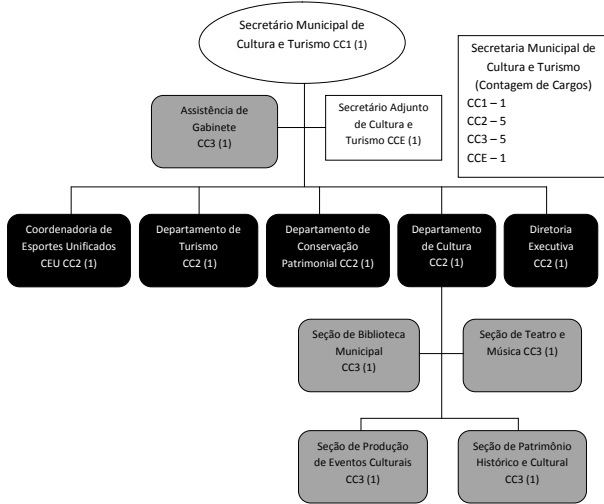 Secretário Municipal de
Cultura e Turismo CC1 (1)
Secretaria Municipal de
Cultura e Turismo
(Contagem de Cargos)
CC1 – 1
CC2 – 5
CC3 – 5
CCE – 1
Assistência de
Gabinete
CC3 (1)
Secretário Adjunto
de Cultura e
Turismo CCE (1)
Coordenadoria de
Esportes Unificados
CEU CC2 (1)
Departamento de
Turismo
CC2 (1)
Departamento de
Conservação
Patrimonial CC2 (1)
Departamento
de Cultura
CC2 (1)
Diretoria
Executiva
CC2 (1)
Seção de Biblioteca
Municipal
CC3 (1)
Seção de Teatro e
Música CC3 (1)
Seção de Produção
de Eventos Culturais
CC3 (1)
Seção de Patrimônio
Histórico e Cultural
CC3 (1)